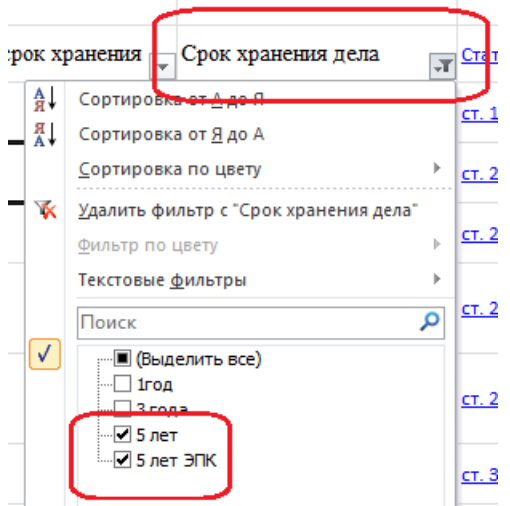 срок хранения Срок хранения дела Стат
Сортировка от А до Я ст. 1
Сортировка от Я до А
Сортировка по цвету ст. 2
Удалить фильтр с "Срок хранения дела"
Фильтр по цвету ст. 2
Текстовые фильтры
Поиск ст. 2
(Выделить все)
1год
3 года ст. 2
5 лет
5 лет ЭПК
ст. 3